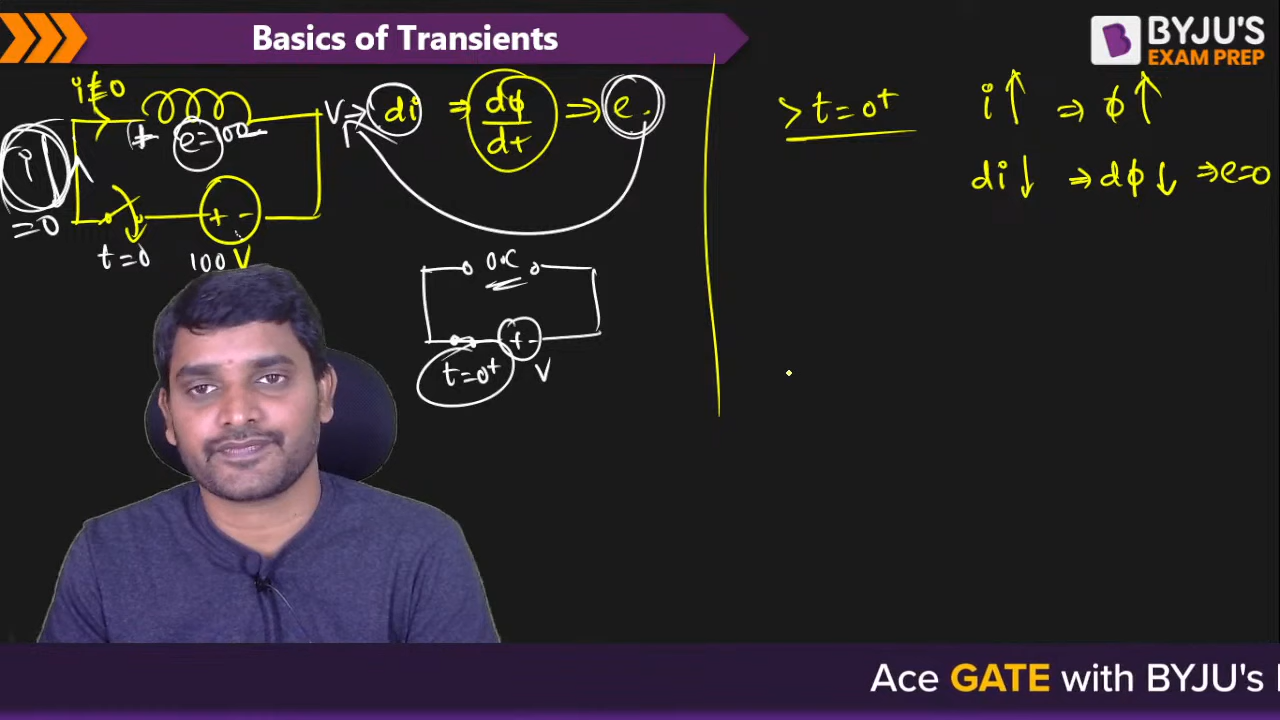 Basics of Transients
BYJU'S
EXAM PREP
i≠0
+ e=∞ -
i↓
=0
t=0
+ -
100 V
V ⇒ di ⇒ dφ/dt ⇒ e.
O.C
t=0⁺
+ -
V
>t=0⁺
i↑ ⇒ φ↑
di↓ ⇒ dφ↓ ⇒ e=0
Ace GATE with BYJU's